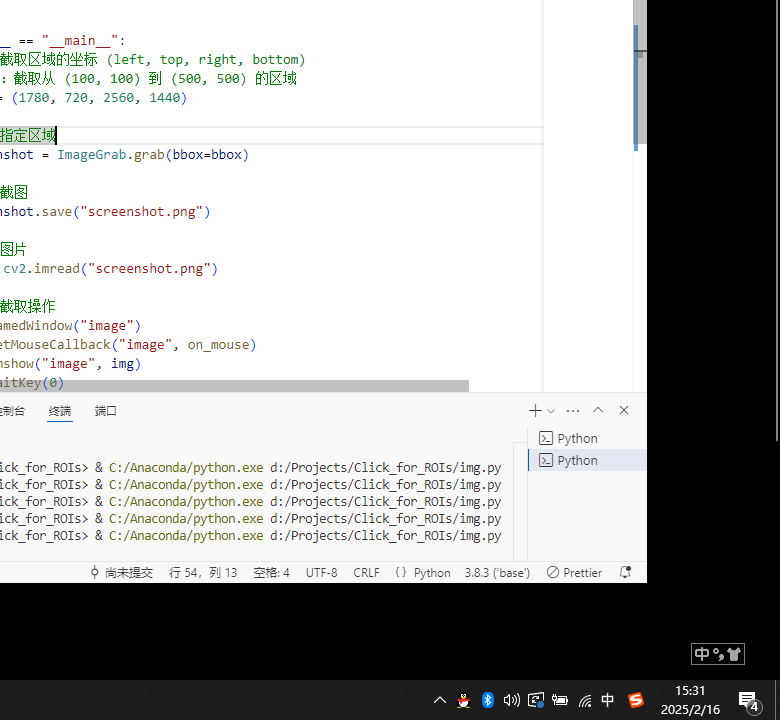 __ == "__main__":
截取区域的坐标 (left, top, right, bottom)
: 截取从 (100, 100) 到 (500, 500) 的区域
= (1780, 720, 2560, 1440)
指定区域
nshot = ImageGrab.grab(bbox=bbox)
截图
nshot.save("screenshot.png")
图片
cv2.imread("screenshot.png")
截取操作
amedWindow("image")
etMouseCallback("image", on_mouse)
mshow("image", img)
aitKey(0)
控制台 终端 端口
Python
Python
ick_for_ROIs> & C:/Anaconda/python.exe d:/Projects/Click_for_ROIs/img.py
ick_for_ROIs> & C:/Anaconda/python.exe d:/Projects/Click_for_ROIs/img.py
ick_for_ROIs> & C:/Anaconda/python.exe d:/Projects/Click_for_ROIs/img.py
ick_for_ROIs> & C:/Anaconda/python.exe d:/Projects/Click_for_ROIs/img.py
ick_for_ROIs> & C:/Anaconda/python.exe d:/Projects/Click_for_ROIs/img.py
尚未提交 行 54，列 13 空格: 4 UTF-8 CRLF {} Python 3.8.3 ('base') Prettier
中 °,
中 S 15:31
2025/2/16 4